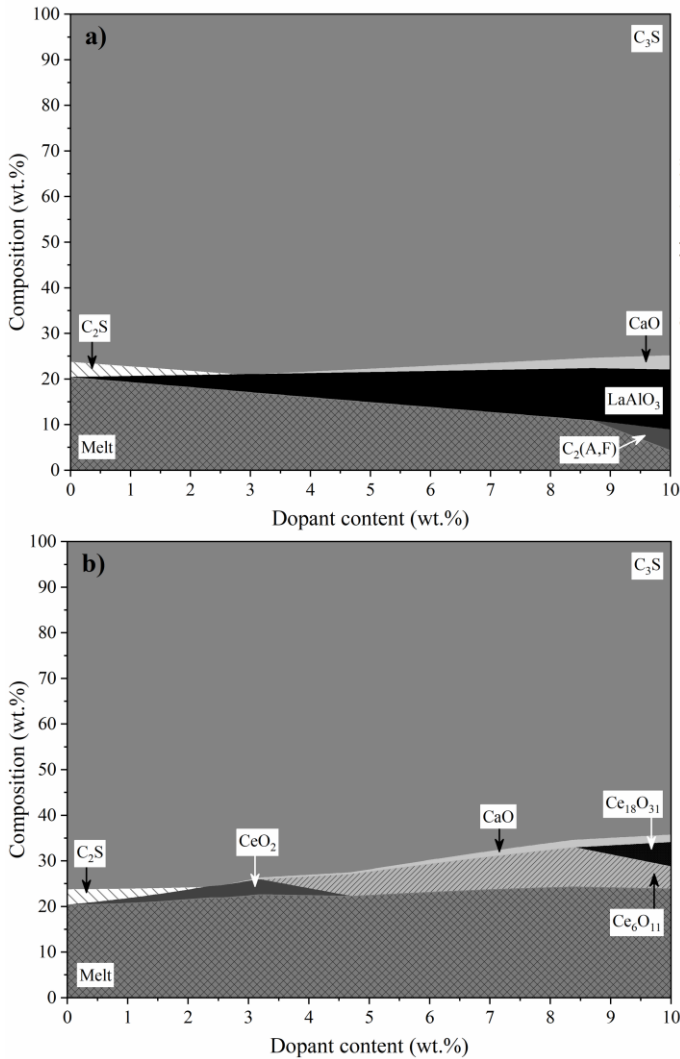 a)
C₃S
100
90
80
70
60
50
40
30
20
10
0
Composition (wt.%)
C₂S
CaO
LaAlO₃
C₂(A,F)
Melt
0 1 2 3 4 5 6 7 8 9 10
Dopant content (wt.%)
b)
C₃S
100
90
80
70
60
50
40
30
20
10
0
Composition (wt.%)
Ce₁₈O₃₁
CaO
CeO₂
C₂S
Ce₆O₁₁
Melt
0 1 2 3 4 5 6 7 8 9 10
Dopant content (wt.%)